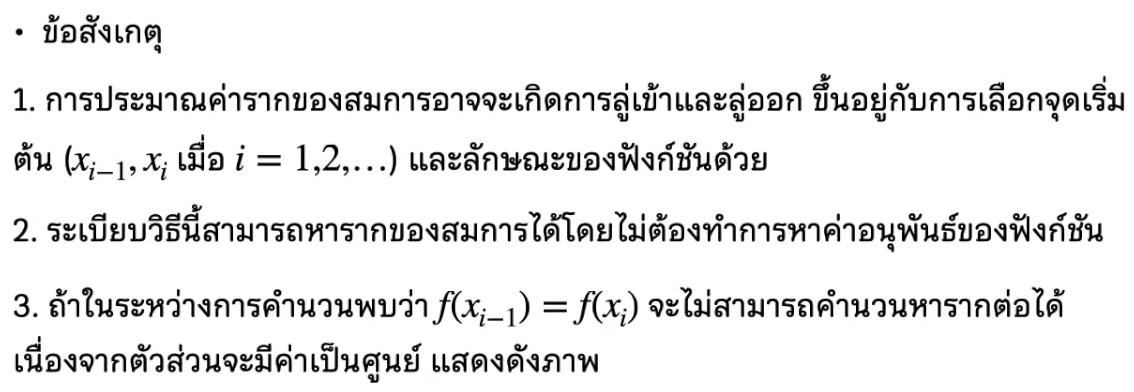 • ข้อสังเกตุ
1. การประมาณค่ารากของสมการอาจจะเกิดการลู่เข้าและลู่ออก ขึ้นอยู่กับการเลือกจุดเริ่ม
ต้น (x_{i−1}, x_i เมื่อ i = 1,2,…) และลักษณะของฟังก์ชันด้วย
2. ระเบียบวิธีนี้สามารถหารากของสมการได้โดยไม่ต้องทำการหาค่าอนุพันธ์ของฟังก์ชัน
3. ถ้าในระหว่างการคำนวนพบว่า f(x_{i−1}) = f(x_i) จะไม่สามารถคำนวนหารากต่อได้
เนื่องจากตัวส่วนจะมีค่าเป็นศูนย์ แสดงดังภาพ